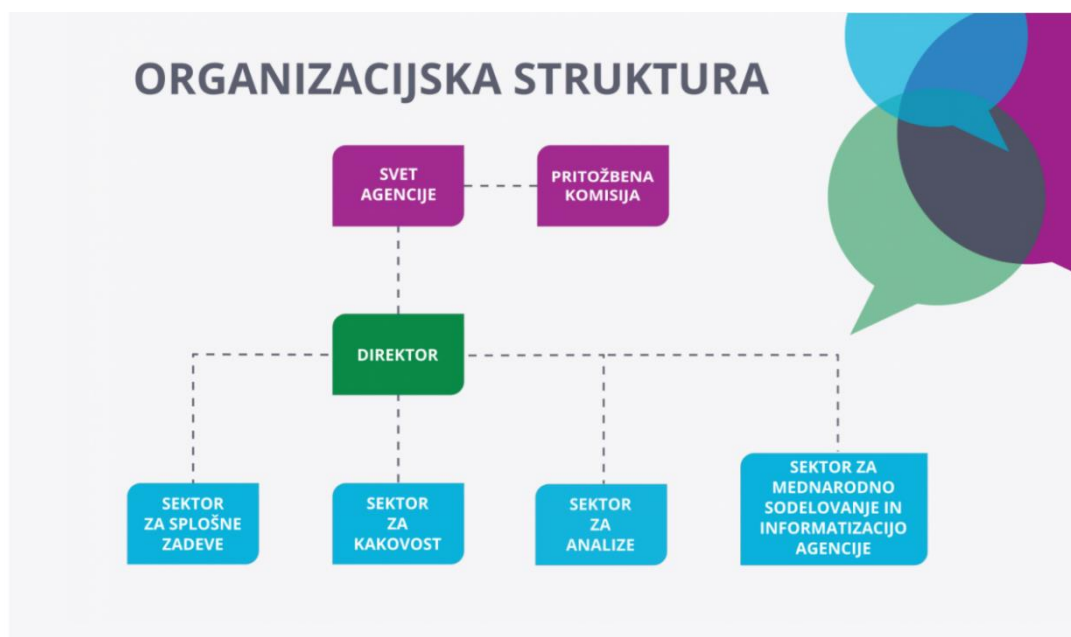 ORGANIZACIJSKA STRUKTURA
SVET
AGENCIJE
PRITOŽBENA
KOMISIJA
DIREKTOR
SEKTOR
ZA SPLOŠNE
ZADEVE
SEKTOR
ZA
KAKOVOST
SEKTOR
ZA
ANALIZE
SEKTOR ZA
MEDNARODNO
SODELOVANJE IN
INFORMATIZACIJO
AGENCIJE